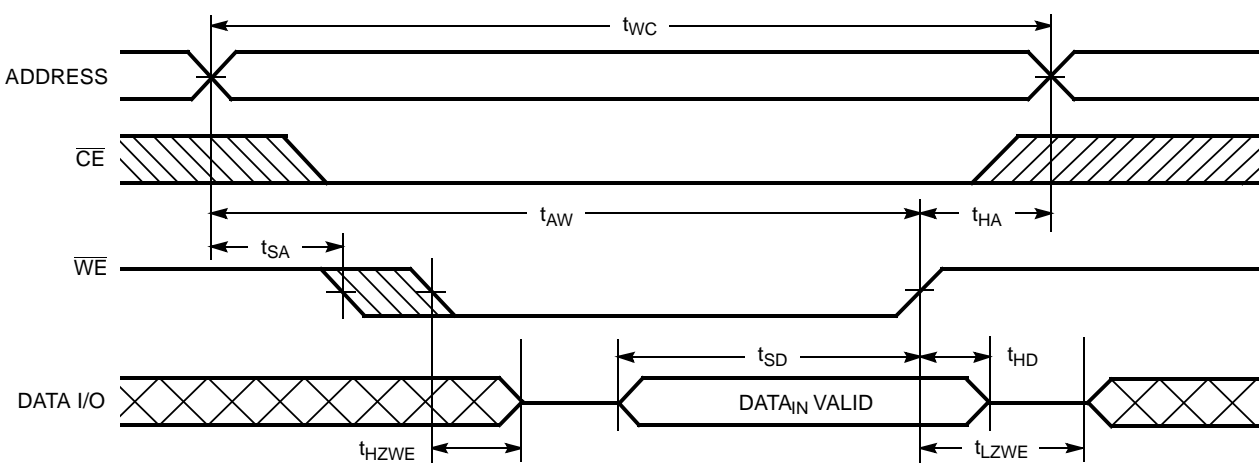 tWC
ADDRESS
CE
tAW
tHA
tSA
WE
tSD
tHD
DATA I/O
DATAIN VALID
tHZWE
tLZWE